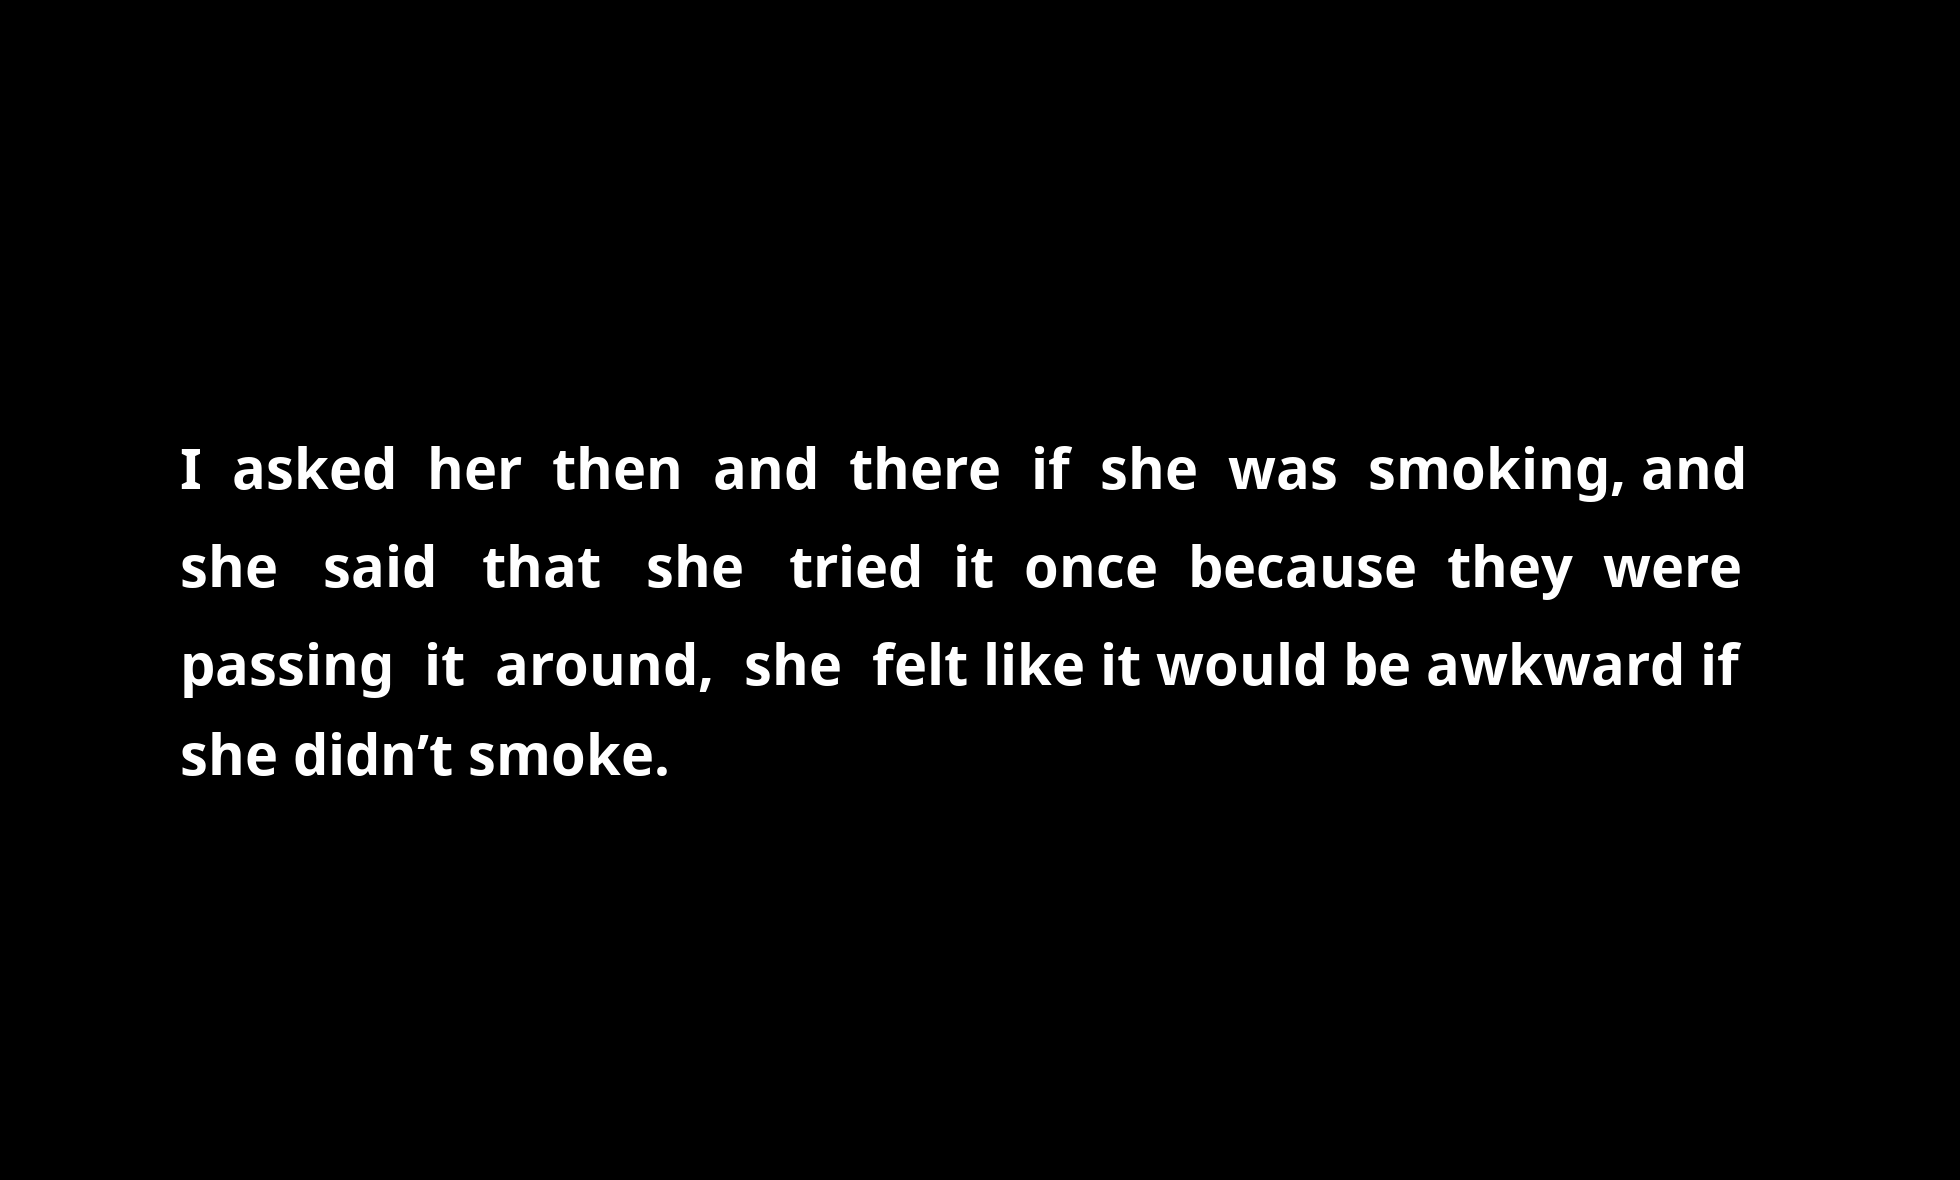 I asked her then and there if she was smoking, and
she said that she tried it once because they were
passing it around, she felt like it would be awkward if
she didn’t smoke.